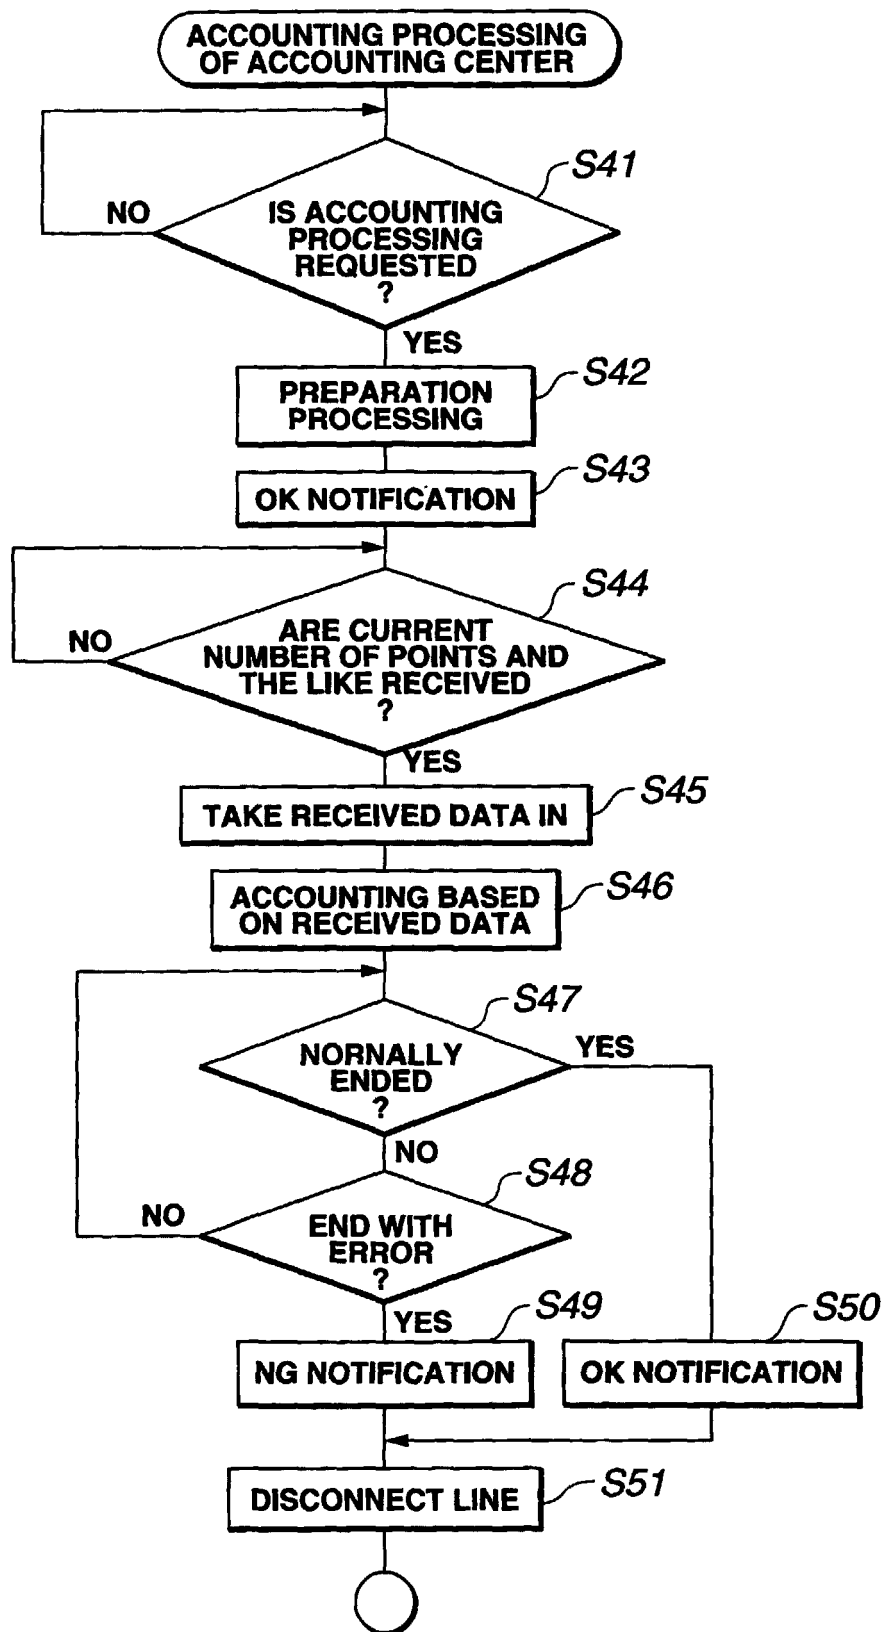 ACCOUNTING PROCESSING
OF ACCOUNTING CENTER
S41
NO
IS ACCOUNTING
PROCESSING
REQUESTED
?
YES
S42
PREPARATION
PROCESSING
S43
OK NOTIFICATION
S44
NO
ARE CURRENT
NUMBER OF POINTS AND
THE LIKE RECEIVED
?
YES
S45
TAKE RECEIVED DATA IN
S46
ACCOUNTING BASED
ON RECEIVED DATA
S47
YES
NORNALLY
ENDED
?
NO
S48
NO
END WITH
ERROR
?
YES
S49
S50
NG NOTIFICATION
OK NOTIFICATION
S51
DISCONNECT LINE